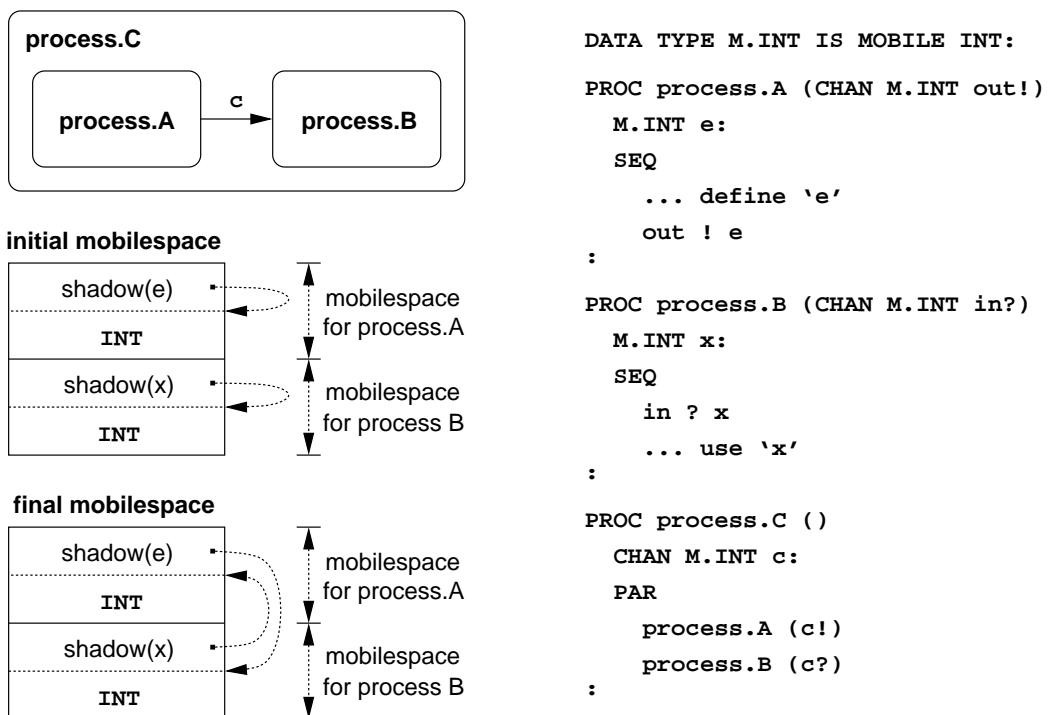 process.C
process.A
c
process.B
initial mobilespace
shadow(e)
INT
mobilespace
for process.A
shadow(x)
INT
mobilespace
for process B
final mobilespace
shadow(e)
INT
mobilespace
for process.A
shadow(x)
INT
mobilespace
for process B
DATA TYPE M.INT IS MOBILE INT:
PROC process.A (CHAN M.INT out!)
M.INT e:
SEQ
... define ‘e’
out ! e
:
PROC process.B (CHAN M.INT in?)
M.INT x:
SEQ
in ? x
... use ‘x’
:
PROC process.C ()
CHAN M.INT c:
PAR
process.A (c!)
process.B (c?)
: